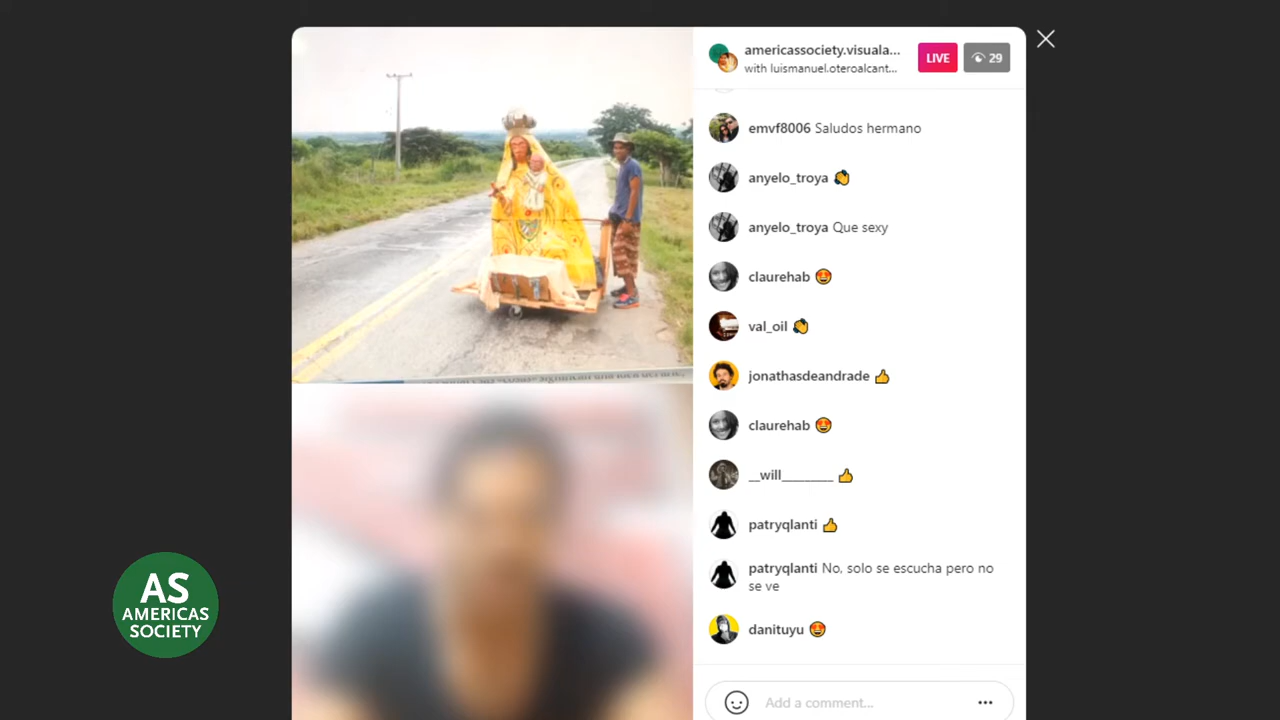 americassociety.visuala...
with luismanuel.oteroalcant...
LIVE
29
emvf8006 Saludos hermano
anyelo_troya
anyelo_troya Que sexy
claurehab
val_oil
jonathasdeandrade
claurehab
__will_________
patryqlanti
patryqlanti No, solo se escucha pero no
se ve
danituyu
Add a comment...
AS
AMERICAS
SOCIETY